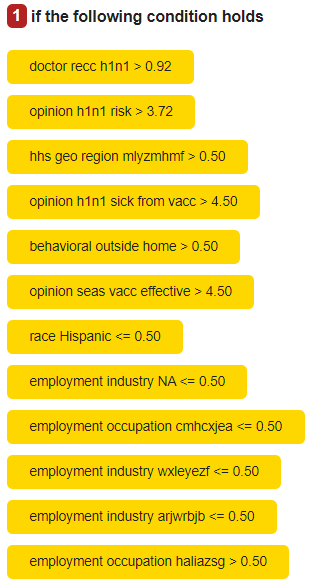 1 if the following condition holds
doctor recc h1n1 > 0.92
opinion h1n1 risk > 3.72
hhs geo region mlyzmhmf > 0.50
opinion h1n1 sick from vacc > 4.50
behavioral outside home > 0.50
opinion seas vacc effective > 4.50
race Hispanic <= 0.50
employment industry NA <= 0.50
employment occupation cmhcxjea <= 0.50
employment industry wxleyezf <= 0.50
employment industry arjwrbjb <= 0.50
employment occupation haliazsg > 0.50